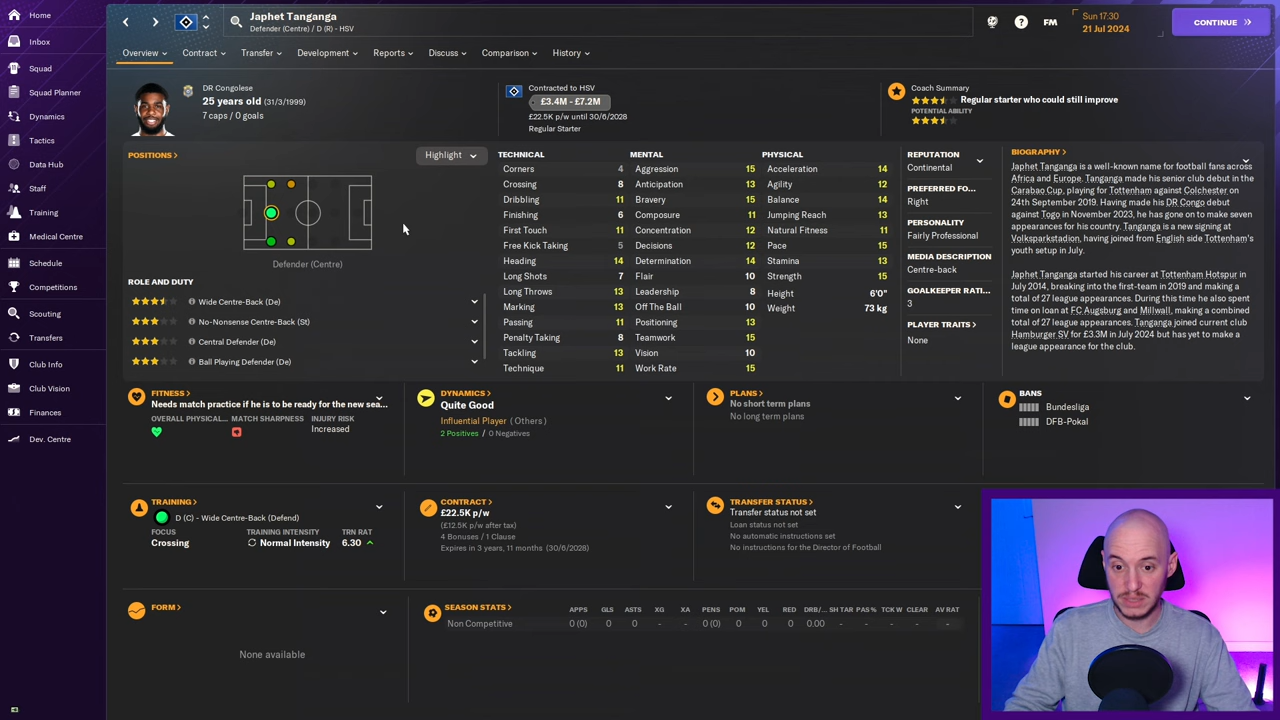 Home
Inbox
Squad
Squad Planner
Dynamics
Tactics
Data Hub
Staff
Training
Medical Centre
Schedule
Competitions
Scouting
Transfers
Club Info
Club Vision
Finances
Dev. Centre
Japhet Tanganga
Defender (Centre) / D (R) - HSV
FM
Sun 17:30
21 Jul 2024
CONTINUE
Overview
Contract
Transfer
Development
Reports
Discuss
Comparison
History
DR Congolese
25 years old (31/3/1999)
7 caps / 0 goals
Contracted to HSV
£3.4M - £7.2M
£22.5K p/w until 30/6/2028
Regular Starter
Coach Summary
Regular starter who could still improve
POTENTIAL ABILITY
POSITIONS >
Highlight
Defender (Centre)
ROLE AND DUTY
Wide Centre-Back (De)
No-Nonsense Centre-Back (St)
Central Defender (De)
Ball Playing Defender (De)
TECHNICAL
Corners 4
Crossing 8
Dribbling 11
Finishing 6
First Touch 11
Free Kick Taking 5
Heading 14
Long Shots 7
Long Throws 13
Marking 13
Passing 11
Penalty Taking 8
Tackling 13
Technique 11
MENTAL
Aggression 15
Anticipation 13
Bravery 15
Composure 11
Concentration 12
Decisions 12
Determination 14
Flair 10
Leadership 8
Off The Ball 10
Positioning 13
Teamwork 15
Vision 10
Work Rate 15
PHYSICAL
Acceleration 14
Agility 12
Balance 14
Jumping Reach 13
Natural Fitness 11
Pace 15
Stamina 13
Strength 15
Height 6'0"
Weight 73 kg
REPUTATION
Continental
PREFERRED FO...
Right
PERSONALITY
Fairly Professional
MEDIA DESCRIPTION
Centre-back
GOALKEEPER RATI...
3
PLAYER TRAITS >
None
BIOGRAPHY >
Japhet Tanganga is a well-known name for football fans across
Africa and Europe. Tanganga made his senior club debut in the
Carabao Cup, playing for Tottenham against Colchester on
24th September 2019. Having made his DR Congo debut
against Togo in November 2023, he has gone on to make seven
appearances for his country. Tanganga is a new signing at
Volksparkstadion, having joined from English side Tottenham's
youth setup in July.
Japhet Tanganga started his career at Tottenham Hotspur in
July 2014, breaking into the first-team in 2019 and making a
total of 27 league appearances. During this time he also spent
time on loan at FC Augsburg and Millwall, making a combined
total of 27 league appearances. Tanganga joined current club
Hamburger SV for £3.3M in July 2024 but has yet to make a
league appearance for the club.
FITNESS >
Needs match practice if he is to be ready for the new sea...
OVERALL PHYSICAL... MATCH SHARPNESS INJURY RISK
Increased
DYNAMICS >
Quite Good
Influential Player (Others)
2 Positives / 0 Negatives
PLANS >
No short term plans
No long term plans
BANS
Bundesliga
DFB-Pokal
TRAINING >
D (C) - Wide Centre-Back (Defend)
FOCUS TRAINING INTENSITY TRN RAT
Crossing Normal Intensity 6.30
CONTRACT >
£22.5K p/w
(£12.5K p/w after tax)
4 Bonuses / 1 Clause
Expires in 3 years, 11 months (30/6/2028)
TRANSFER STATUS >
Transfer status not set
Loan status not set
No automatic instructions set
No instructions for the Director of Football
FORM >
None available
SEASON STATS >
APPS GLS ASTS XG XA PENS POM YEL RED DRB/... SH TAR PAS % TCK W CLEAR AV RAT
Non Competitive 0 (0) 0 0 - - 0 (0) 0 0 0 0.00 - - - - -